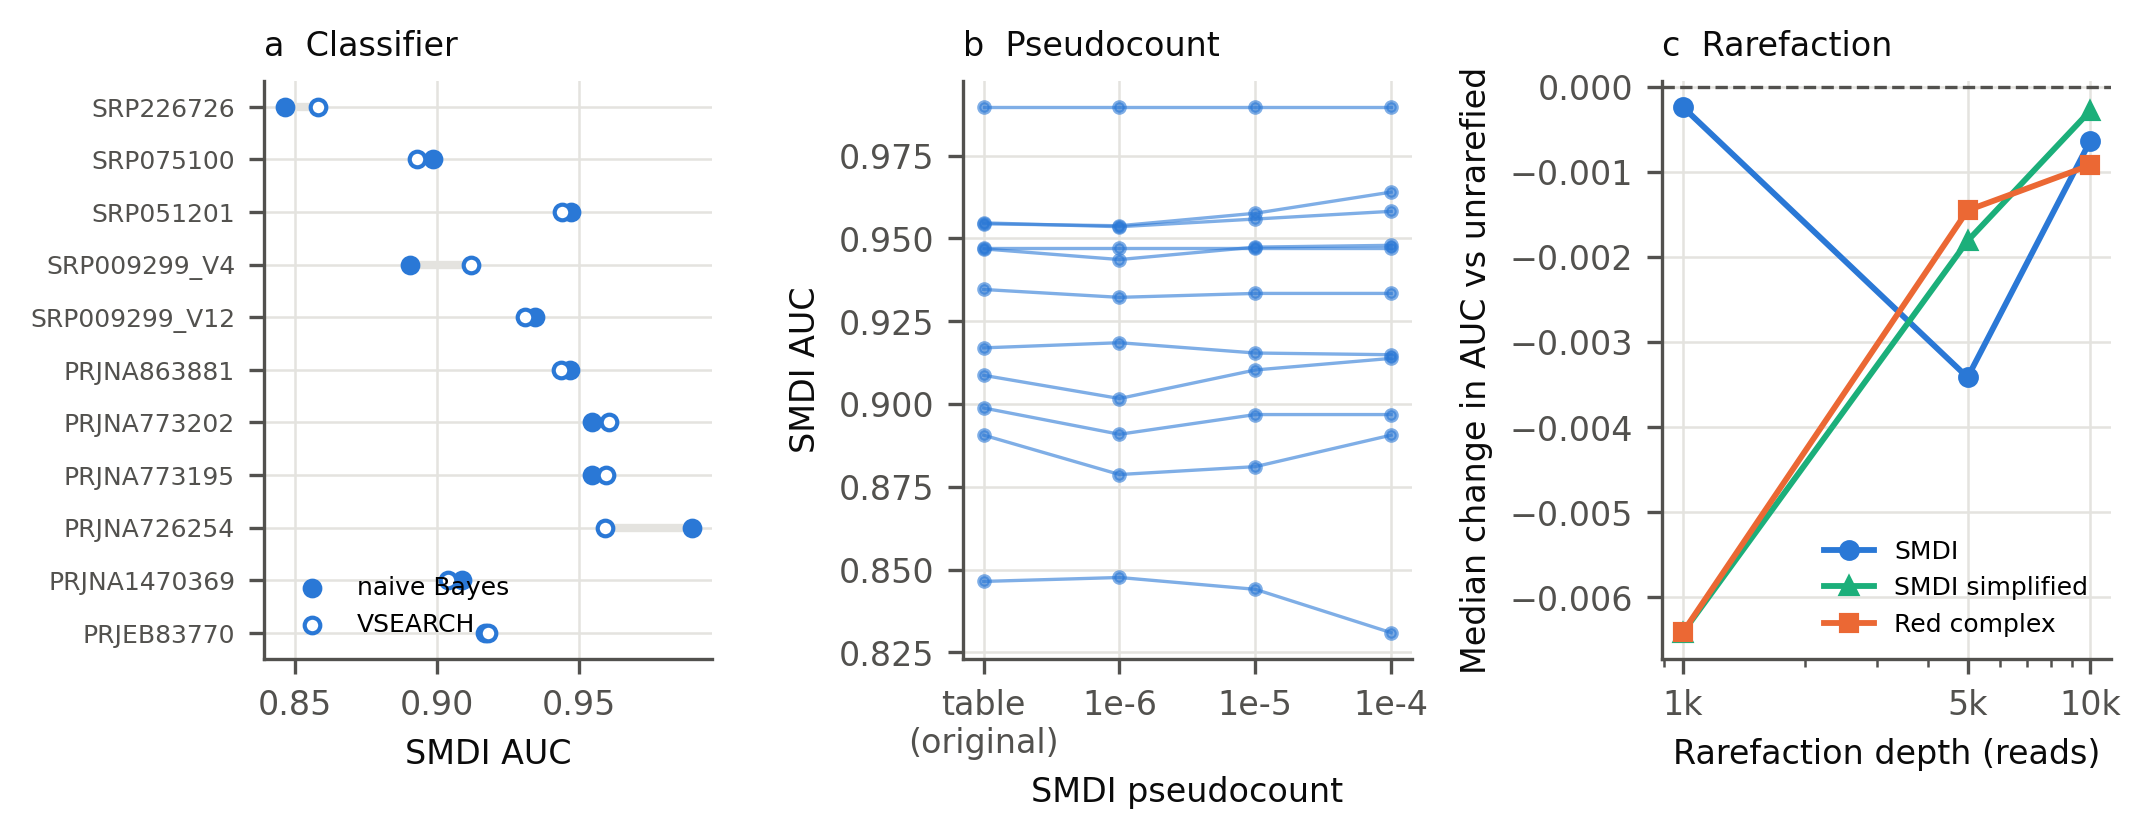 a  Classifier
SRP226726
SRP075100
SRP051201
SRP009299_V4
SRP009299_V12
PRJNA863881
PRJNA773202
PRJNA773195
PRJNA726254
PRJNA1470369
PRJEB83770
naive Bayes
VSEARCH
0.85 0.90 0.95
SMDI AUC
b  Pseudocount
SMDI AUC
0.975
0.950
0.925
0.900
0.875
0.850
0.825
table (original) 1e-6 1e-5 1e-4
SMDI pseudocount
c  Rarefaction
Median change in AUC vs unrarefied
0.000
−0.001
−0.002
−0.003
−0.004
−0.005
−0.006
SMDI
SMDI simplified
Red complex
1k 5k 10k
Rarefaction depth (reads)